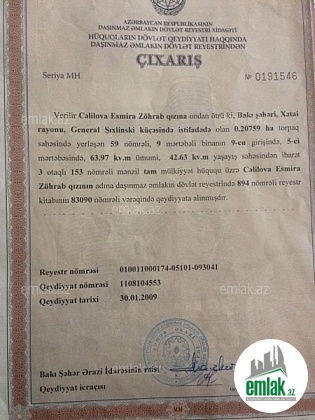 AZƏRBAYCAN RESPUBLİKASININ
DAŞINMAZ ƏMLAKIN DÖVLƏT REYESTRİ XİDMƏTİ
HÜQUQLARIN DÖVLƏT QEYDİYYATI HAQQINDA
DAŞINMAZ ƏMLAKIN DÖVLƏT REYESTRİNDƏN
ÇIXARIŞ
Seriya MH № 0191546
Verilir Cəlilova Esmira Zöhrab qızına ondan ötrü ki, Bakı şəhəri, Xətai
rayonu, General Şıxlinski küçəsində istifadədə olan 0.20759 ha torpaq
sahəsində yerləşən 59 nömrəli, 9 mərtəbəli binanın 9-cu girişində, 5-ci
mərtəbəsində, 63.97 kv.m ümumi, 42.63 kv.m yaşayış sahəsindən ibarət
3 otaqlı 153 nömrəli mənzil tam mülkiyyət hüququ üzrə Cəlilova Esmira
Zöhrab qızının adına daşınmaz əmlakın dövlət reyestrində 894 nömrəli reyestr
kitabının 83090 nömrəli vərəqəsində qeydiyyata alınmışdır.
Reyestr nömrəsi 010011000174-05101-093041
Qeydiyyat nömrəsi 1108104553
Qeydiyyat tarixi 30.01.2009
emlak.az
Bakı Şəhər Ərazi İdarəsinin rəisi
Qeydiyyat icraçısı
emlak.az